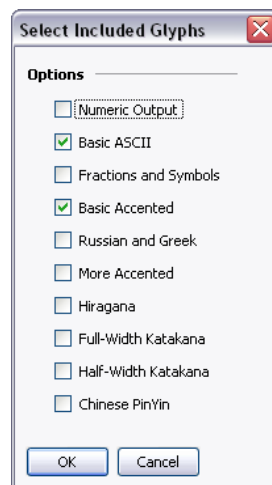 Select Included Glyphs
Options
Numeric Output
Basic ASCII
Fractions and Symbols
Basic Accented
Russian and Greek
More Accented
Hiragana
Full-Width Katakana
Half-Width Katakana
Chinese PinYin
OK Cancel